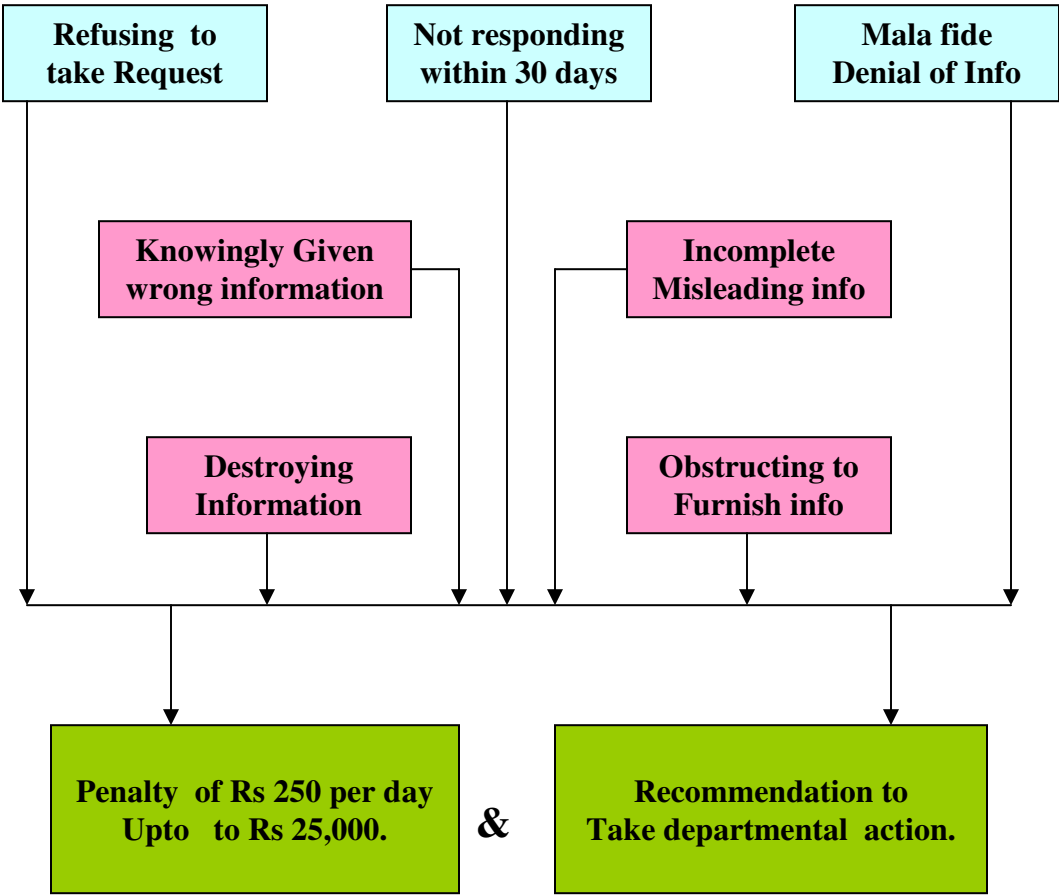 Refusing to
take Request
Not responding
within 30 days
Mala fide
Denial of Info
Knowingly Given
wrong information
Incomplete
Misleading info
Destroying
Information
Obstructing to
Furnish info
Penalty of Rs 250 per day
Upto to Rs 25,000.
&
Recommendation to
Take departmental action.